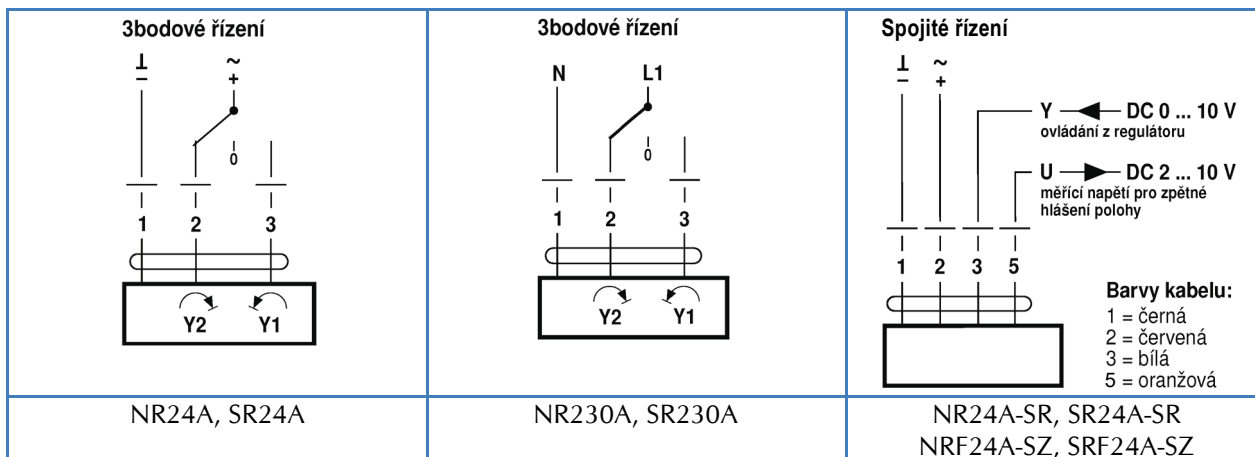 3bodové řízení
⊥ ~
− +
0
1 2 3
Y2 Y1
NR24A, SR24A
3bodové řízení
N L1
0
1 2 3
Y2 Y1
NR230A, SR230A
Spojité řízení
⊥ ~
− +
Y DC 0 ... 10 V
ovládání z regulátoru
U DC 2 ... 10 V
měřící napětí pro zpětné
hlášení polohy
1 2 3 5
Barvy kabelu:
1 = černá
2 = červená
3 = bílá
5 = oranžová
NR24A-SR, SR24A-SR
NRF24A-SZ, SRF24A-SZ